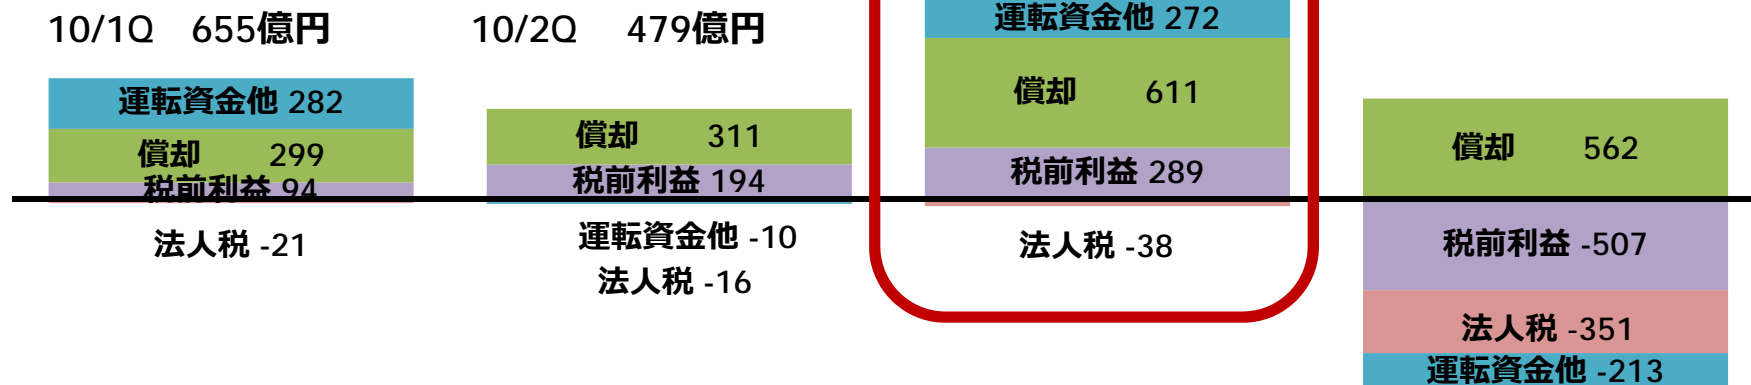 10/1Q 655億円
運転資金他 282
償却 299
税前利益 94
法人税 -21
10/2Q 479億円
償却 311
税前利益 194
運転資金他 -10
法人税 -16
運転資金他 272
償却 611
税前利益 289
法人税 -38
償却 562
税前利益 -507
法人税 -351
運転資金他 -213